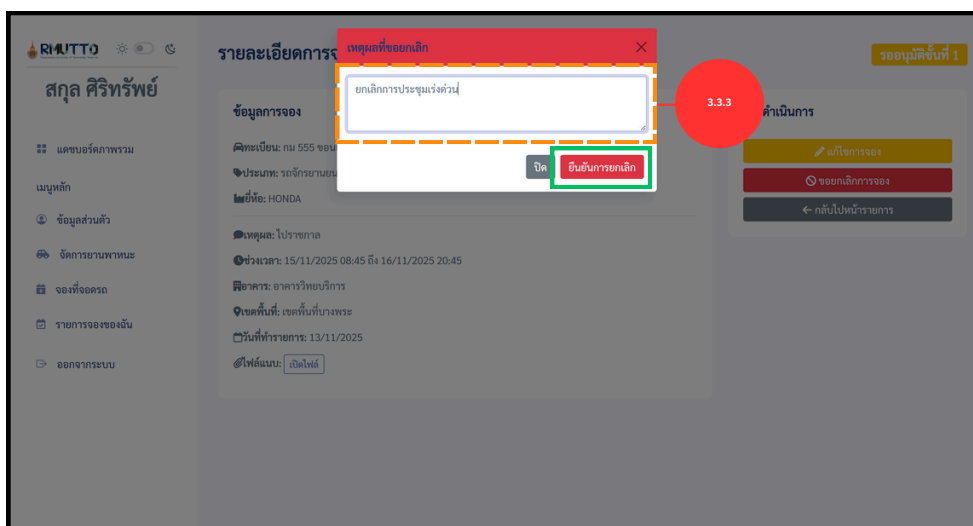 RMUTTO
สกุล ศิริทรัพย์
แดชบอร์ดภาพรวม
เมนูหลัก
ข้อมูลส่วนตัว
จัดการยานพาหนะ
จองที่จอดรถ
รายการจองของฉัน
ออกจากระบบ
รายละเอียดการจ
รออนุมัติขั้นที่ 1
เหตุผลที่ขอยกเลิก
ยกเลิกการประชุมเร่งด่วน
ปิด
ยืนยันการยกเลิก
3.3.3
ข้อมูลการจอง
ทะเบียน: กม 555 ขอน
ประเภท: รถจักรยานยน
ยี่ห้อ: HONDA
เหตุผล: ไปราชกาล
ช่วงเวลา: 15/11/2025 08:45 ถึง 16/11/2025 20:45
อาคาร: อาคารวิทยบริการ
เขตพื้นที่: เขตพื้นที่บางพระ
วันที่ทำรายการ: 13/11/2025
ไฟล์แนบ: เปิดไฟล์
ดำเนินการ
แก้ไขการจอง
ขอยกเลิกการจอง
กลับไปหน้ารายการ